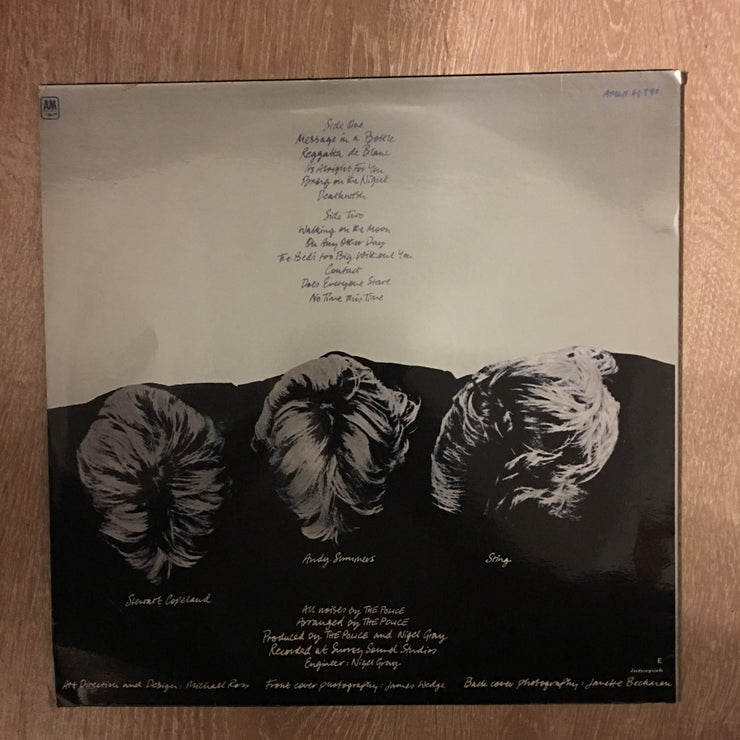 AM
Side One
Message in a Bottle
Reggatta de Blanc
It's Alright For You
Bring on the Night
Deathwish
Side Two
Walking on the Moon
On Any Other Day
The Bed's too Big Without You
Contact
Does Everyone Stare
No Time This Time
Andy Summers
Sting
Stewart Copeland
All noises by THE POLICE
Arranged by THE POLICE
Produced by THE POLICE and Nigel Gray
Recorded at Surrey Sound Studios
Engineer: Nigel Gray
E
Art Direction and Design: Michael Ross Front cover photography: James Wedge Back cover photography: Janette Beckman